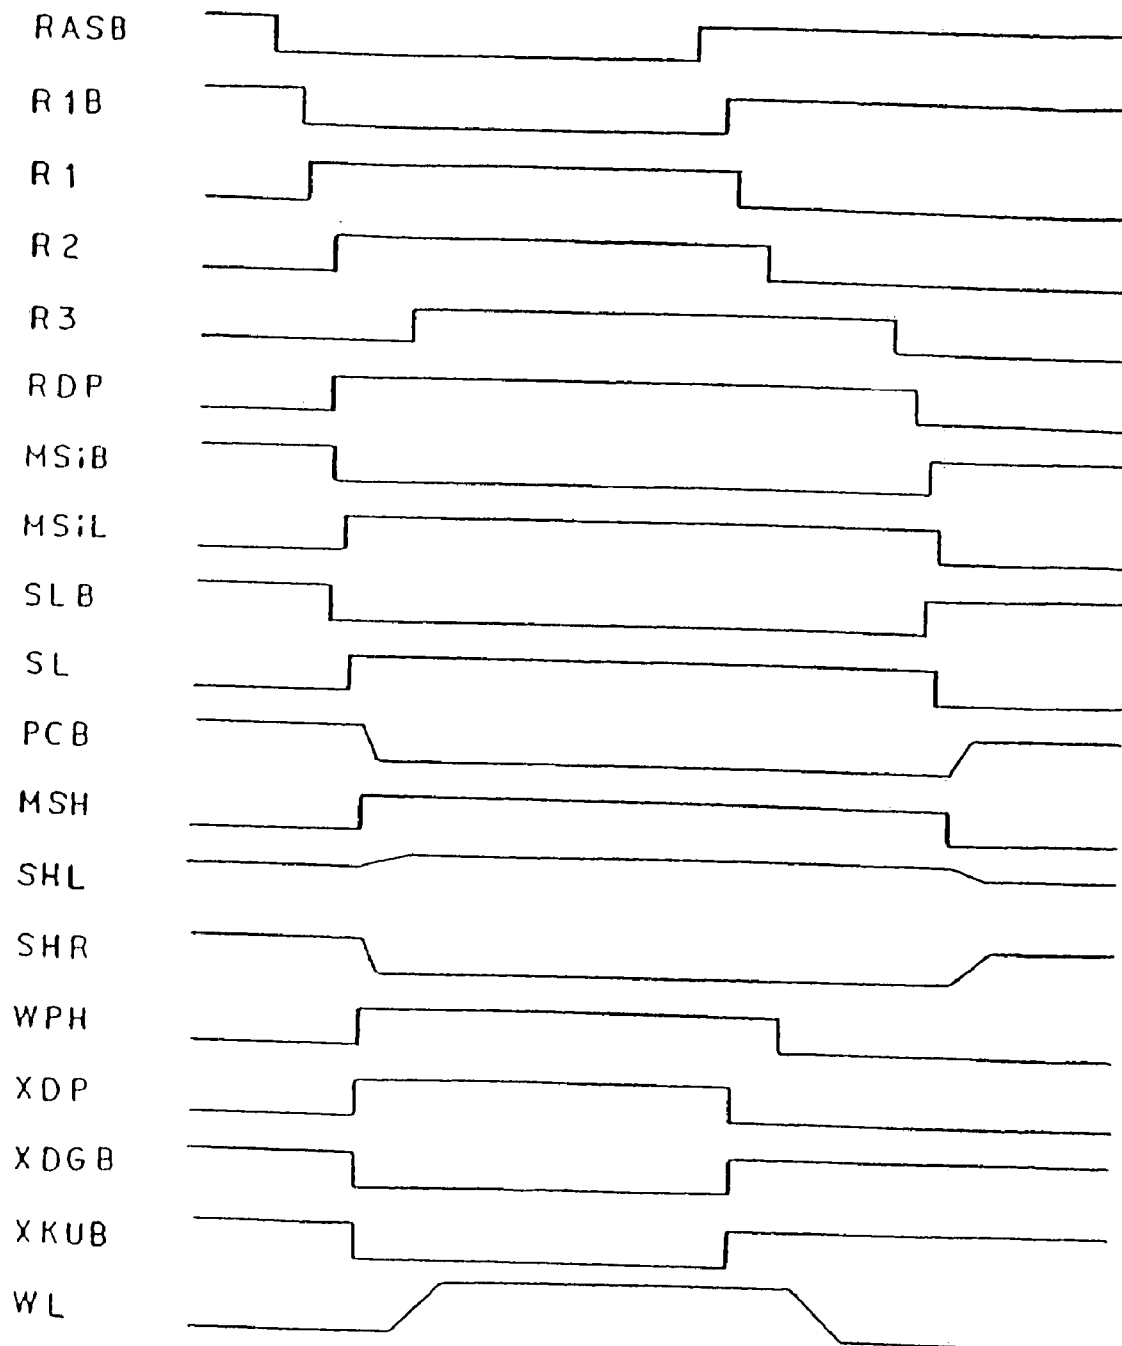 RASB
R1B
R1
R2
R3
RDP
MSiB
MSiL
SLB
SL
PCB
MSH
SHL
SHR
WPH
XDP
XDGB
XKUB
WL